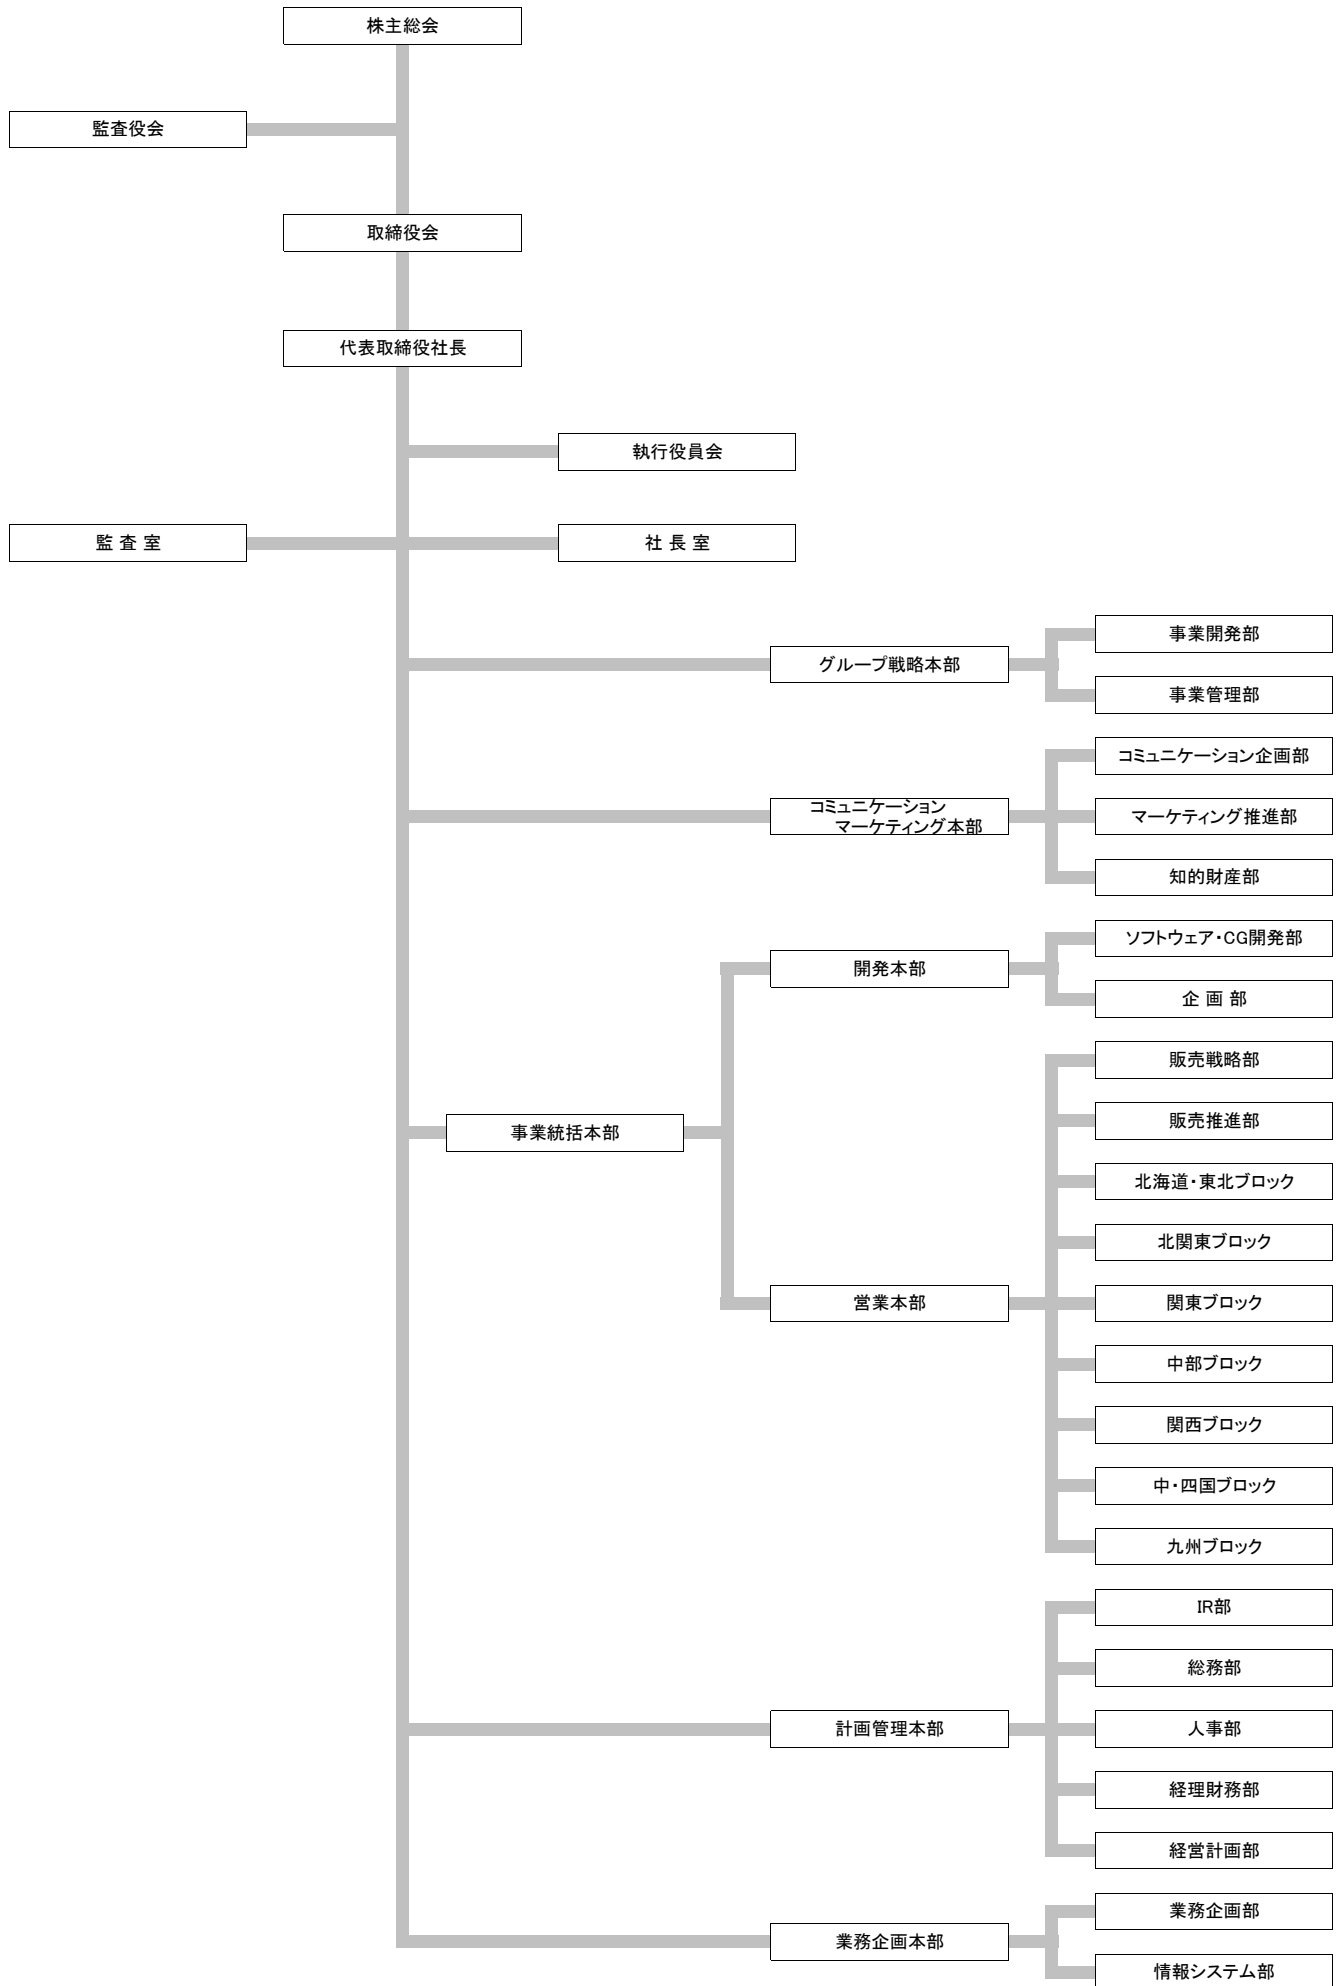 株主総会
監査役会
取締役会
代表取締役社長
執行役員会
監 査 室
社 長 室
グループ戦略本部
事業開発部
事業管理部
コミュニケーション
マーケティング本部
コミュニケーション企画部
マーケティング推進部
知的財産部
事業統括本部
開発本部
ソフトウェア・CG開発部
企 画 部
営業本部
販売戦略部
販売推進部
北海道・東北ブロック
北関東ブロック
関東ブロック
中部ブロック
関西ブロック
中・四国ブロック
九州ブロック
計画管理本部
IR部
総務部
人事部
経理財務部
経営計画部
業務企画本部
業務企画部
情報システム部